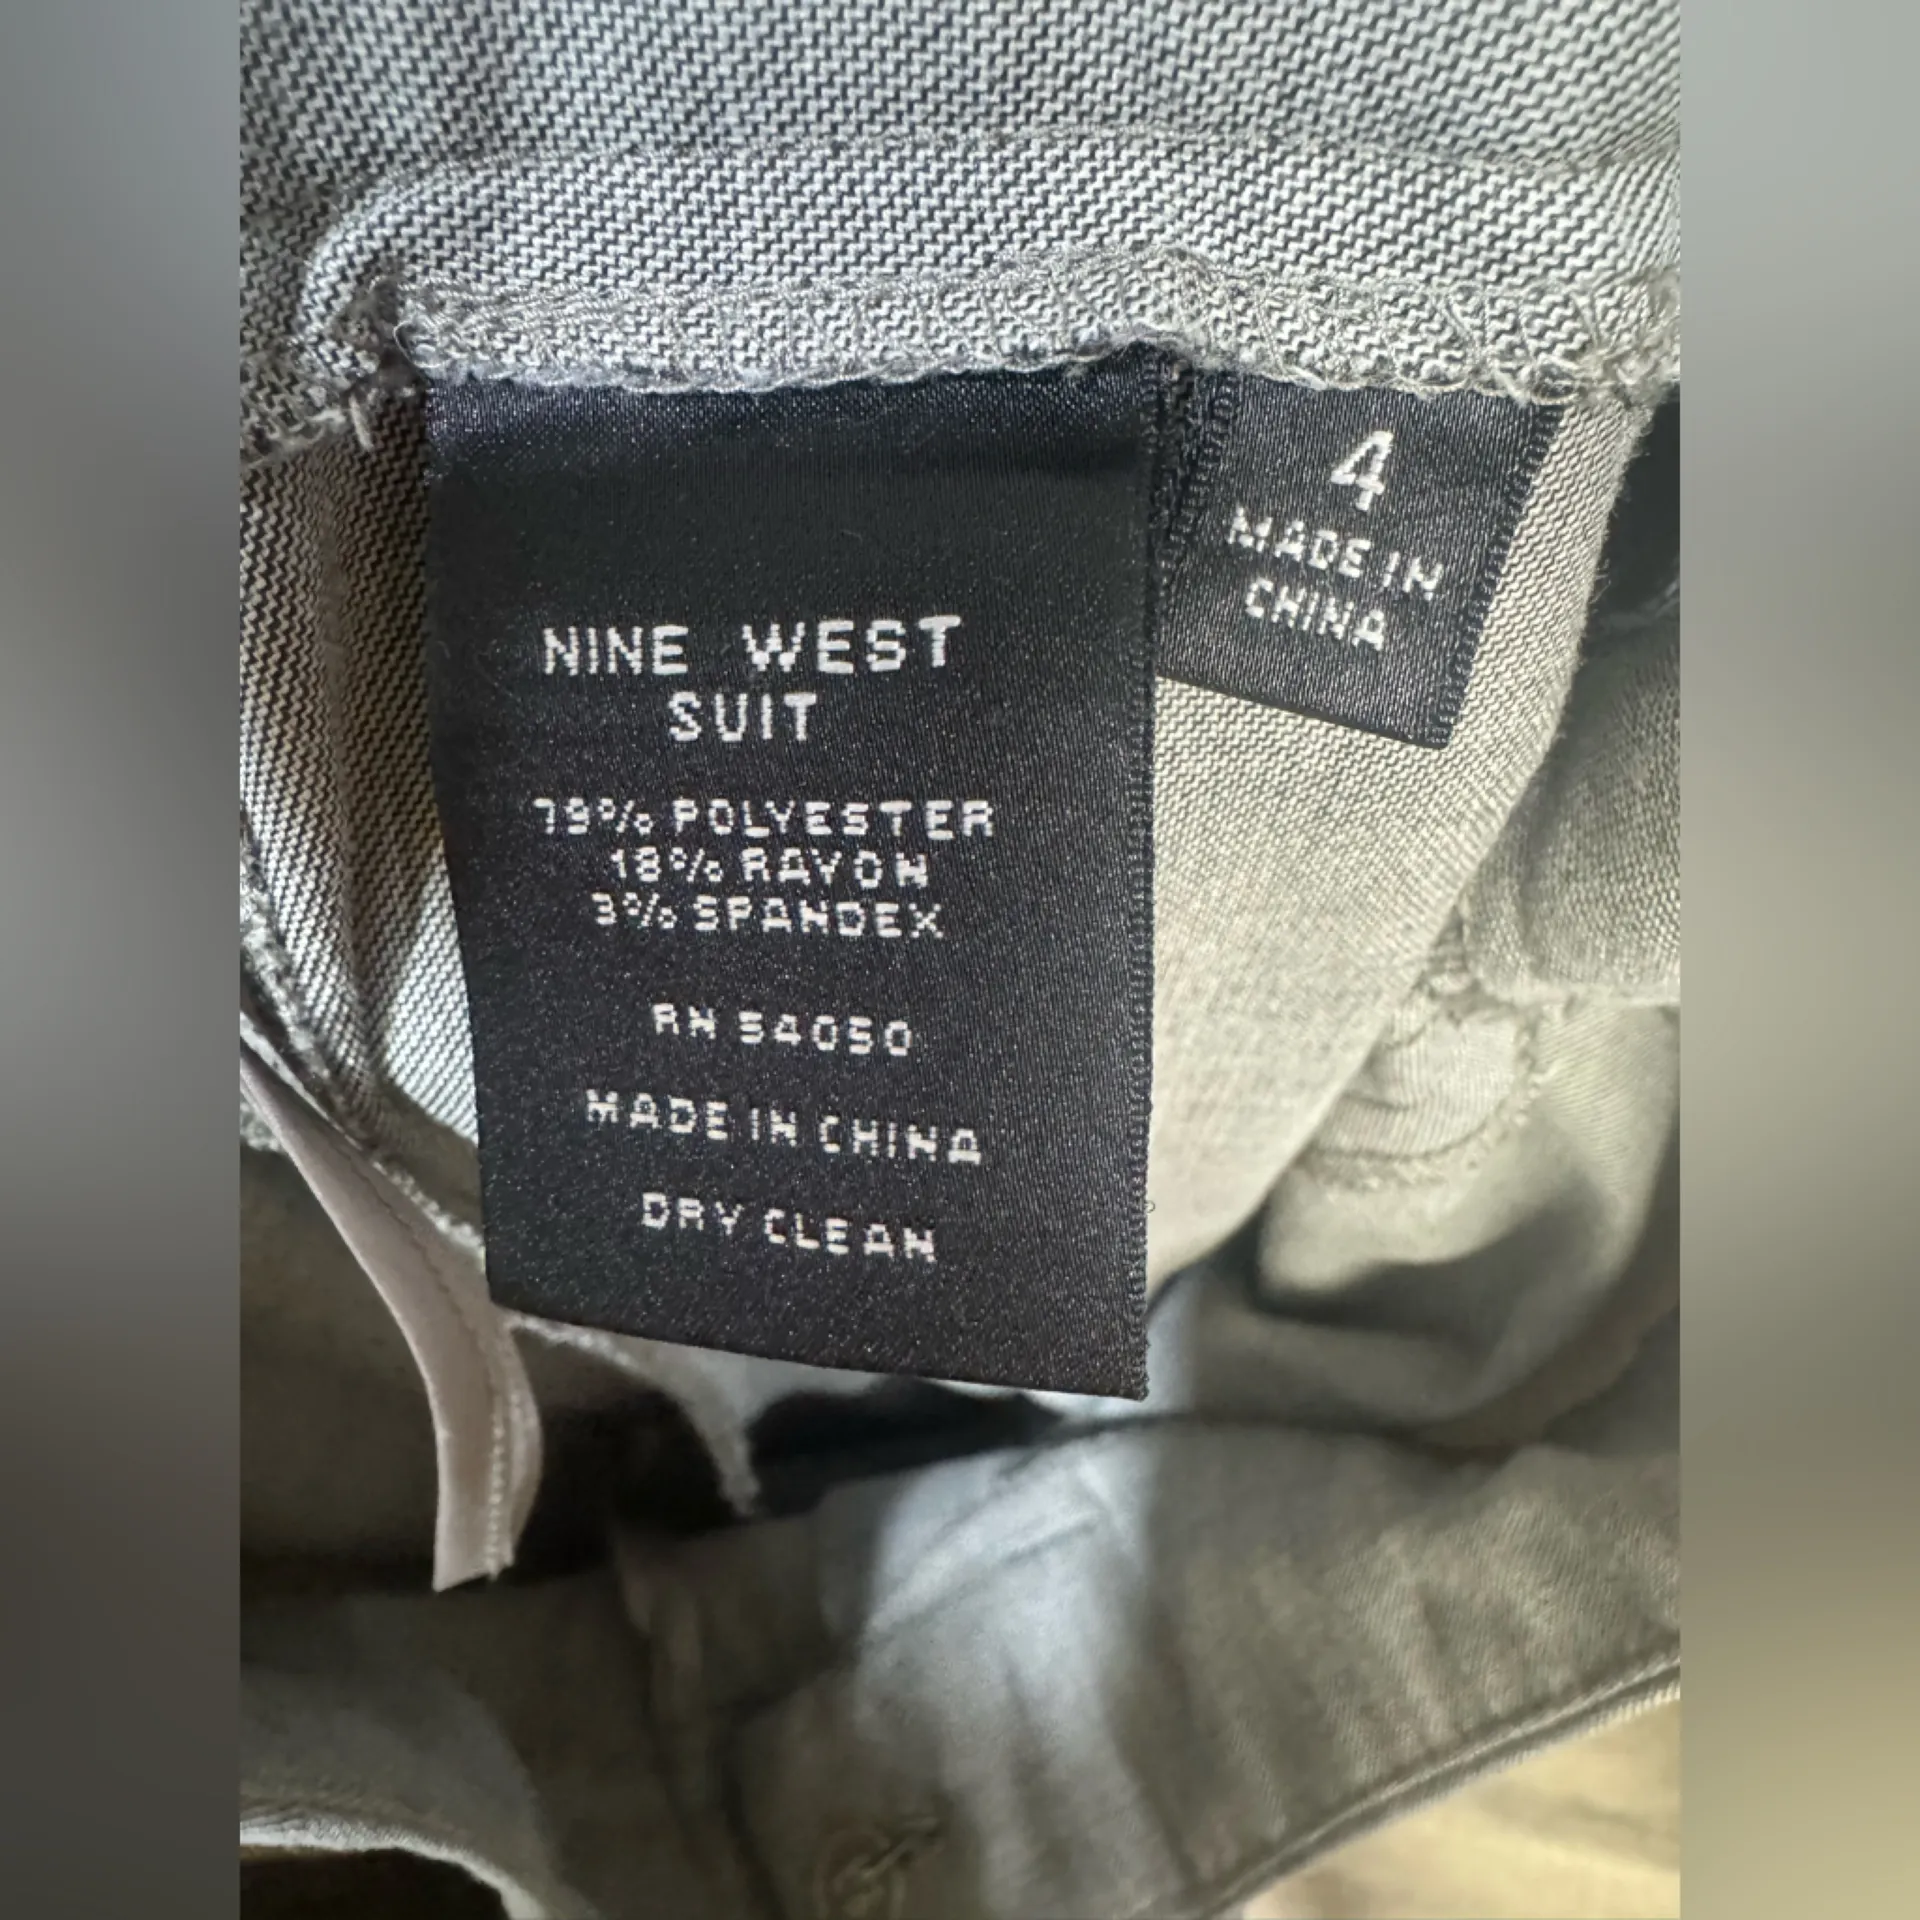 NINE WEST
SUIT
79% POLYESTER
18% RAYON
3% SPANDEX
RN 54050
MADE IN CHINA
DRY CLEAN
4
MADE IN
CHINA